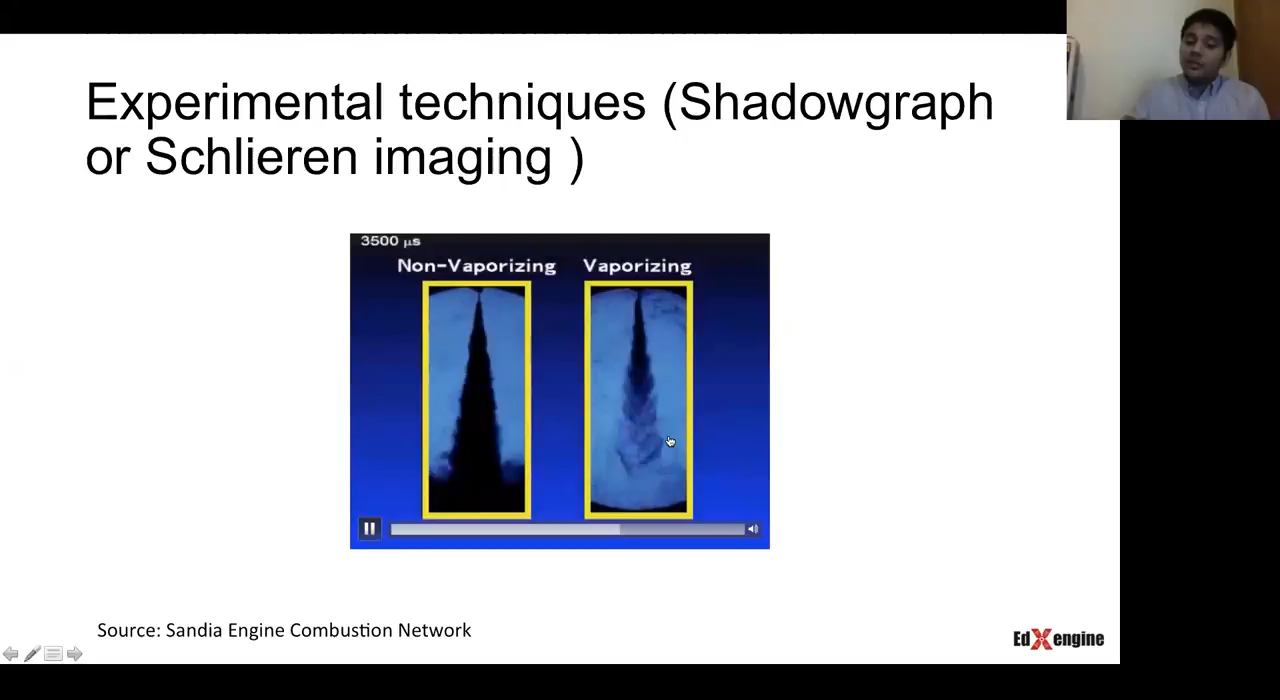 Experimental techniques (Shadowgraph
or Schlieren imaging )
3500 μs
Non-Vaporizing Vaporizing
Source: Sandia Engine Combustion Network
EdXengine